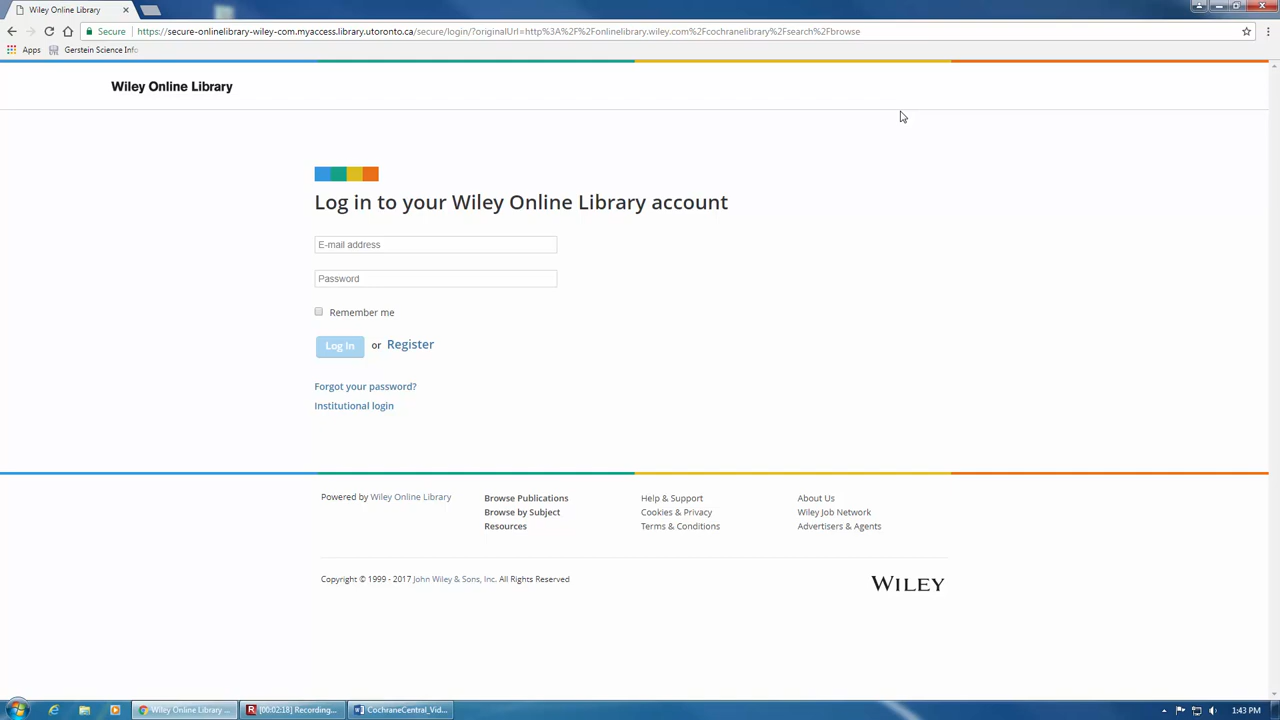 Wiley Online Library
Secure https://secure-onlinelibrary-wiley-com.myaccess.library.utoronto.ca/secure/login/?originalUrl=http%3A%2F%2Fonlinelibrary.wiley.com%2Fcochranelibrary%2Fsearch%2Fbrowse
Apps Gerstein Science Info
Wiley Online Library
Log in to your Wiley Online Library account
E-mail address
Password
Remember me
Log In or Register
Forgot your password?
Institutional login
Powered by Wiley Online Library
Browse Publications
Browse by Subject
Resources
Help & Support
Cookies & Privacy
Terms & Conditions
About Us
Wiley Job Network
Advertisers & Agents
Copyright © 1999 - 2017 John Wiley & Sons, Inc. All Rights Reserved
WILEY
Wiley Online Library ... [00:02:18] Recording... CochraneCentral_Vid... 1:43 PM